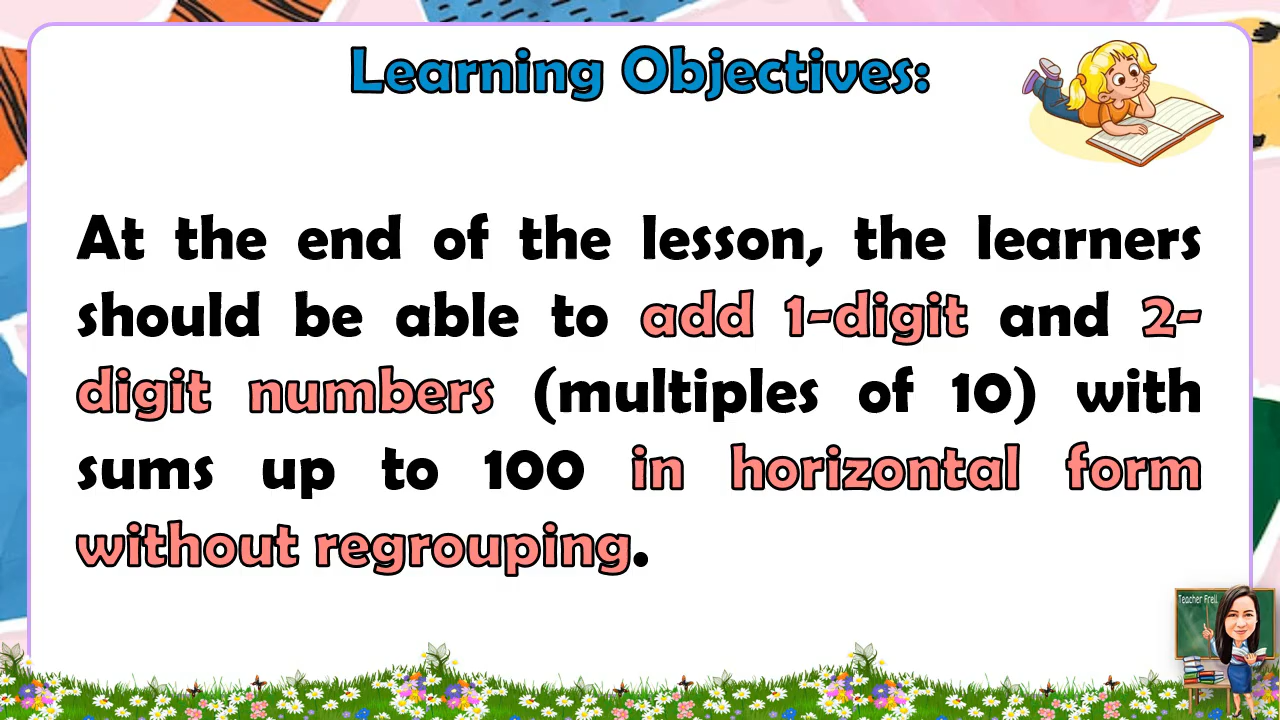 Learning Objectives:
At the end of the lesson, the learners
should be able to add 1-digit and 2-
digit numbers (multiples of 10) with
sums up to 100 in horizontal form
without regrouping.
Teacher Frell